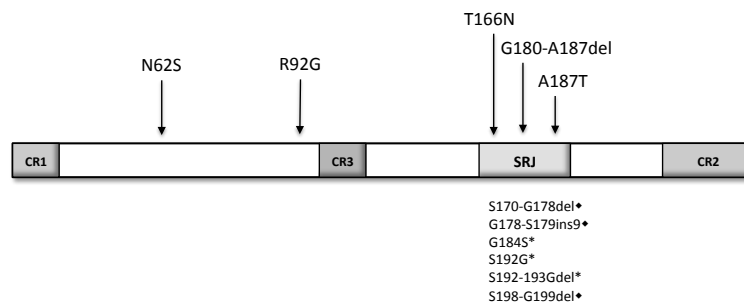 T166N
G180-A187del
N62S
R92G
A187T
CR1
CR3
SRJ
CR2
S170-G178del◆
G178-S179ins9◆
G184S*
S192G*
S192-193Gdel*
S198-G199del◆